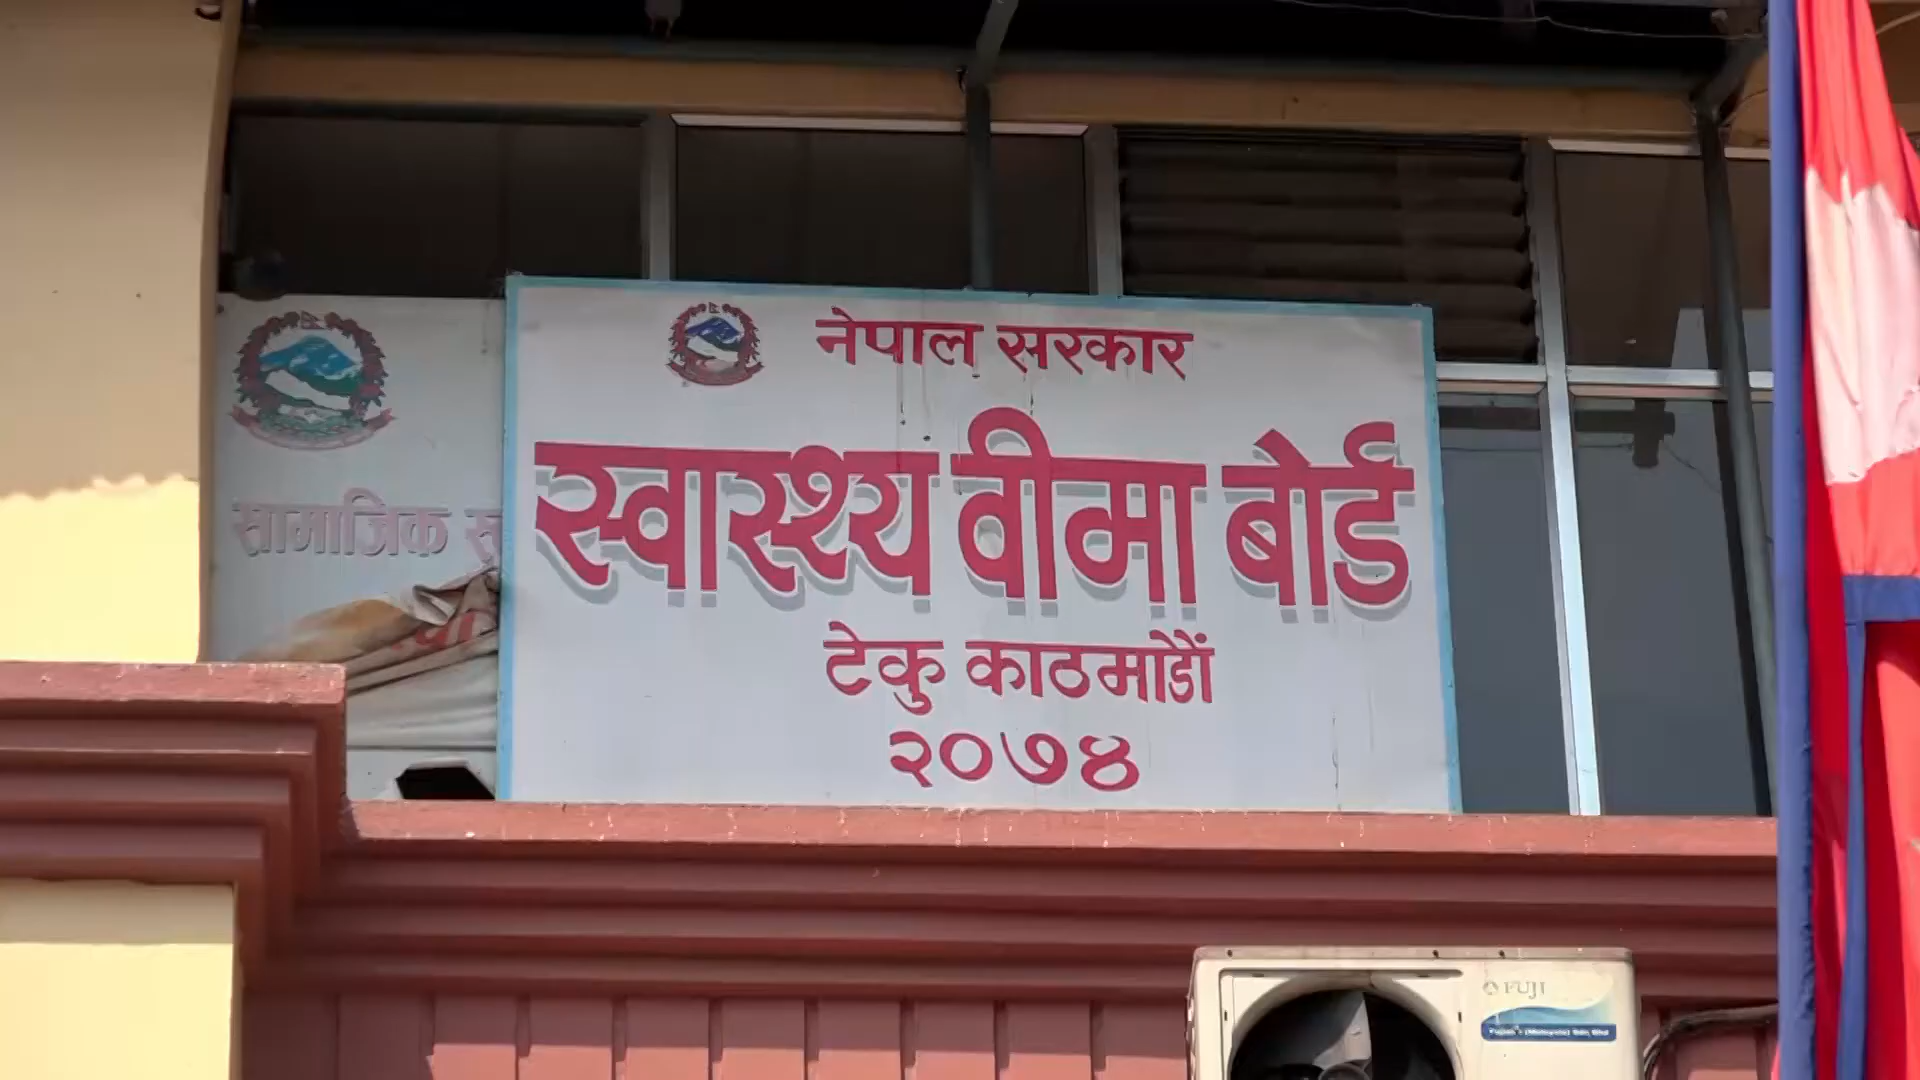 नेपाल सरकार
स्वास्थ्य वीमा बोर्ड
टेकु काठमाडौं
२०७४
सामाजिक
FUJI